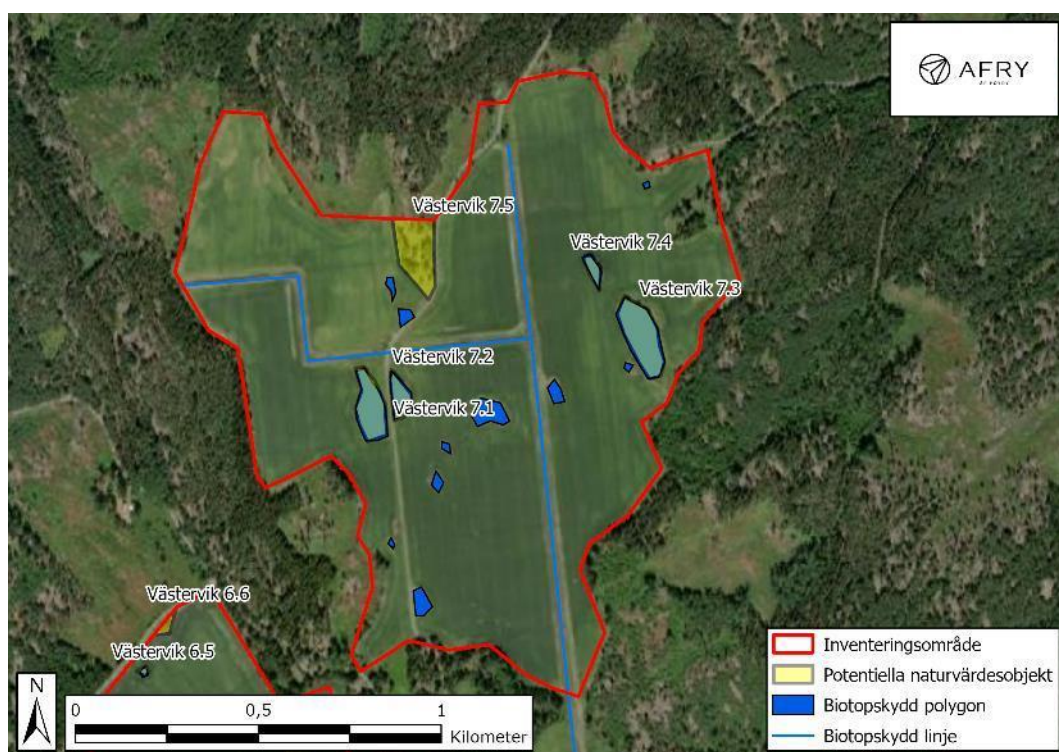 AFRY
Västervik 7.5
Västervik 7.4
Västervik 7.3
Västervik 7.2
Västervik 7.1
Västervik 6.6
Västervik 6.5
N
0 0,5 1
Kilometer
Inventeringsområde
Potentiella naturvärdesobjekt
Biotopskydd polygon
Biotopskydd linje